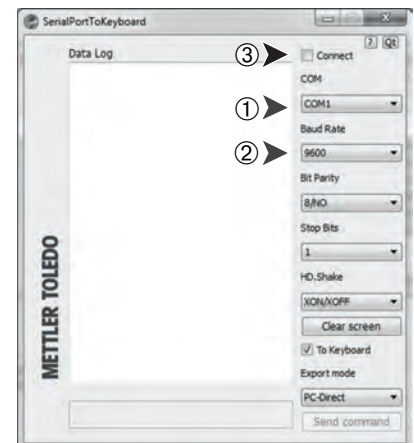 SerialPortToKeyboard
? Qt
Data Log
③
Connect
COM
①
COM1
Baud Rate
②
9600
Bit Parity
8/NO
Stop Bits
1
HD.Shake
XON/XOFF
Clear screen
To Keyboard
Export mode
PC-Direct
Send command
METTLER TOLEDO